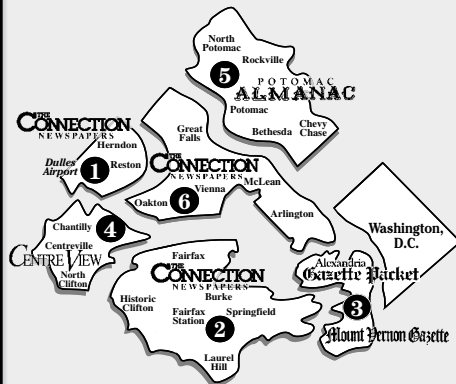 North
Potomac
Rockville
5
POTOMAC
ALMANAC
Potomac
Bethesda
Chevy
Chase
THE
CONNECTION
NEWSPAPERS
Herndon
Dulles
Airport
1
Reston
Great
Falls
THE
CONNECTION
NEWSPAPERS
McLean
Vienna
Oakton
6
Arlington
Chantilly
4
Centreville
CENTRE VIEW
North
Clifton
Washington,
D.C.
Fairfax
THE
CONNECTION
NEWSPAPERS
Burke
Historic
Clifton
Fairfax
Station
Springfield
2
Laurel
Hill
Alexandria
Gazette Packet
3
Mount Vernon Gazette